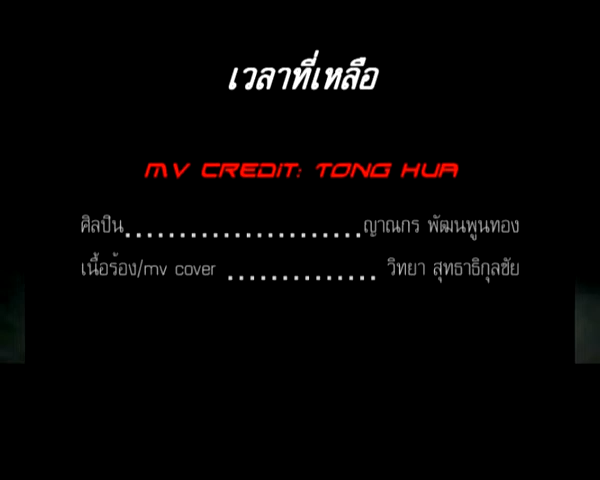 เวลาที่เหลือ
MV CREDIT: TONG HUA
ศิลปิน......................ญาณกร พัฒนพูนทอง
เนื้อร้อง/mv cover .............. วิทยา สุทธาธิกุลชัย